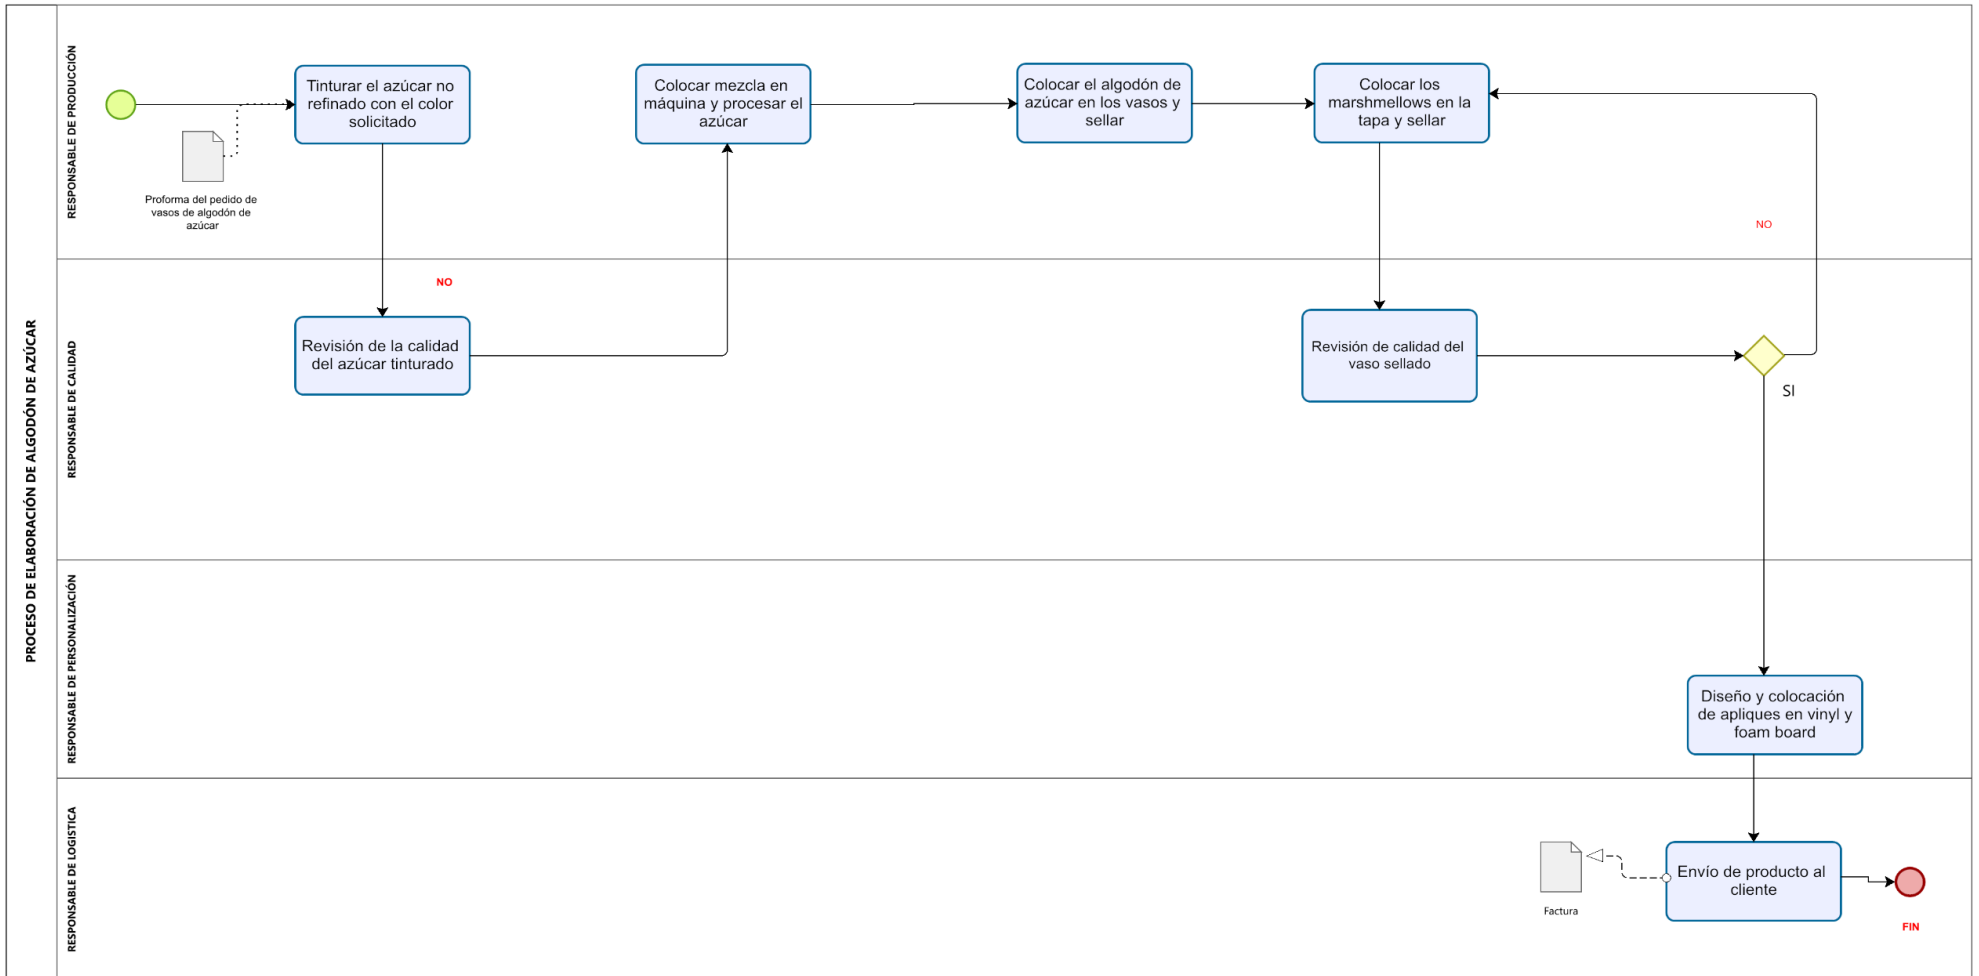 PROCESO DE ELABORACIÓN DE ALGODÓN DE AZÚCAR
RESPONSABLE DE PRODUCCIÓN
Tinturar el azúcar no
refinado con el color
solicitado
Proforma del pedido de
vasos de algodón de
azúcar
Colocar mezcla en
máquina y procesar el
azúcar
Colocar el algodón de
azúcar en los vasos y
sellar
Colocar los
marshmellows en la
tapa y sellar
NO
RESPONSABLE DE CALIDAD
NO
Revisión de la calidad
del azúcar tinturado
Revisión de calidad del
vaso sellado
SI
RESPONSABLE DE PERSONALIZACIÓN
Diseño y colocación
de apliques en vinyl y
foam board
RESPONSABLE DE LOGISTICA
Factura
Envío de producto al
cliente
FIN